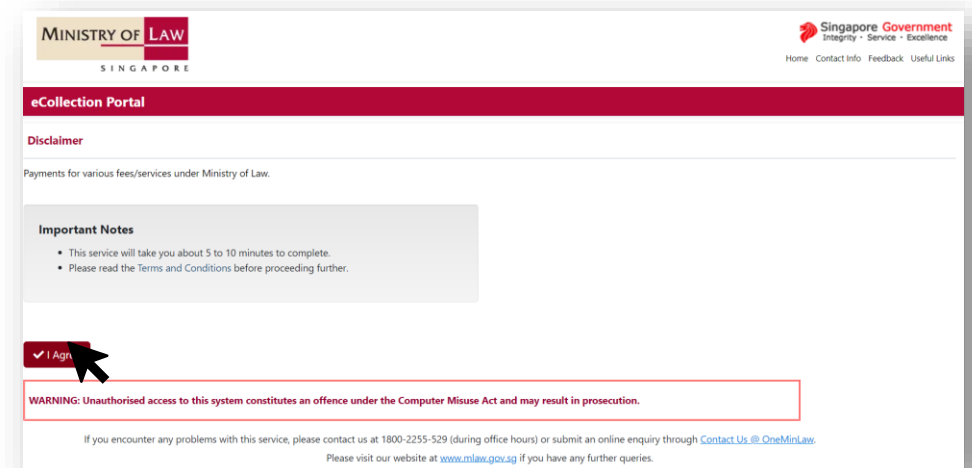 MINISTRY OF LAW
SINGAPORE
Singapore Government
Integrity · Service · Excellence
Home Contact Info Feedback Useful Links
eCollection Portal
Disclaimer
Payments for various fees/services under Ministry of Law.
Important Notes
This service will take you about 5 to 10 minutes to complete.
Please read the Terms and Conditions before proceeding further.
I
WARNING: Unauthorised access to this system constitutes an offence under the Computer Misuse Act and may result in prosecution.
If you encounter any problems with this service, please contact us at 1800-2255-529 (during office hours) or submit an online enquiry through Contact Us @ OneMinLaw.
Please visit our website at www.mlaw.gov.sg if you have any further queries.